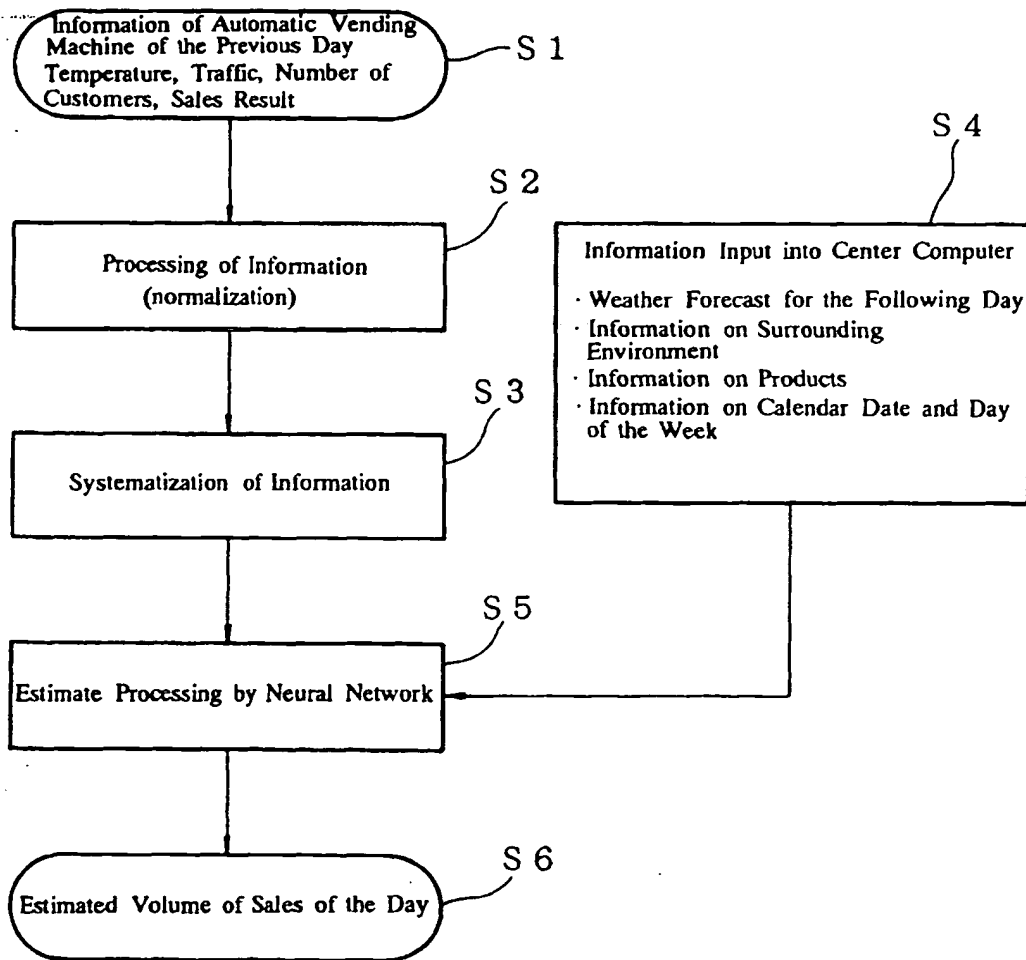 Information of Automatic Vending
Machine of the Previous Day
Temperature, Traffic, Number of
Customers, Sales Result
S 1
S 2
Processing of Information
(normalization)
S 3
Systematization of Information
S 4
Information Input into Center Computer
· Weather Forecast for the Following Day
· Information on Surrounding
Environment
· Information on Products
· Information on Calendar Date and Day
of the Week
S 5
Estimate Processing by Neural Network
S 6
Estimated Volume of Sales of the Day